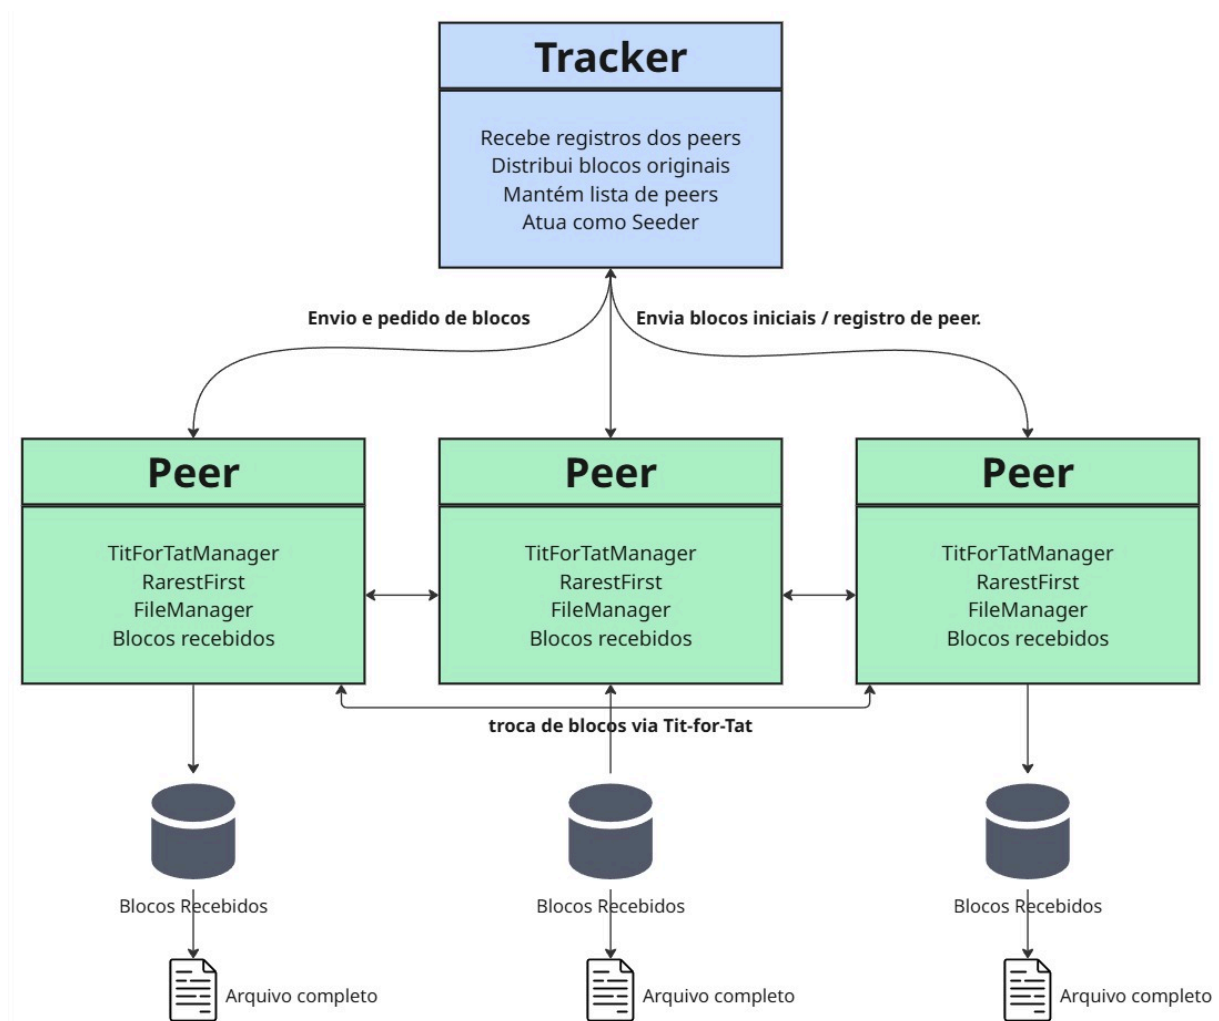 Tracker
Recebe registros dos peers
Distribui blocos originais
Mantém lista de peers
Atua como Seeder
Envio e pedido de blocos
Envia blocos iniciais / registro de peer.
Peer
TitForTatManager
RarestFirst
FileManager
Blocos recebidos
Peer
TitForTatManager
RarestFirst
FileManager
Blocos recebidos
Peer
TitForTatManager
RarestFirst
FileManager
Blocos recebidos
troca de blocos via Tit-for-Tat
Blocos Recebidos
Blocos Recebidos
Blocos Recebidos
Arquivo completo
Arquivo completo
Arquivo completo